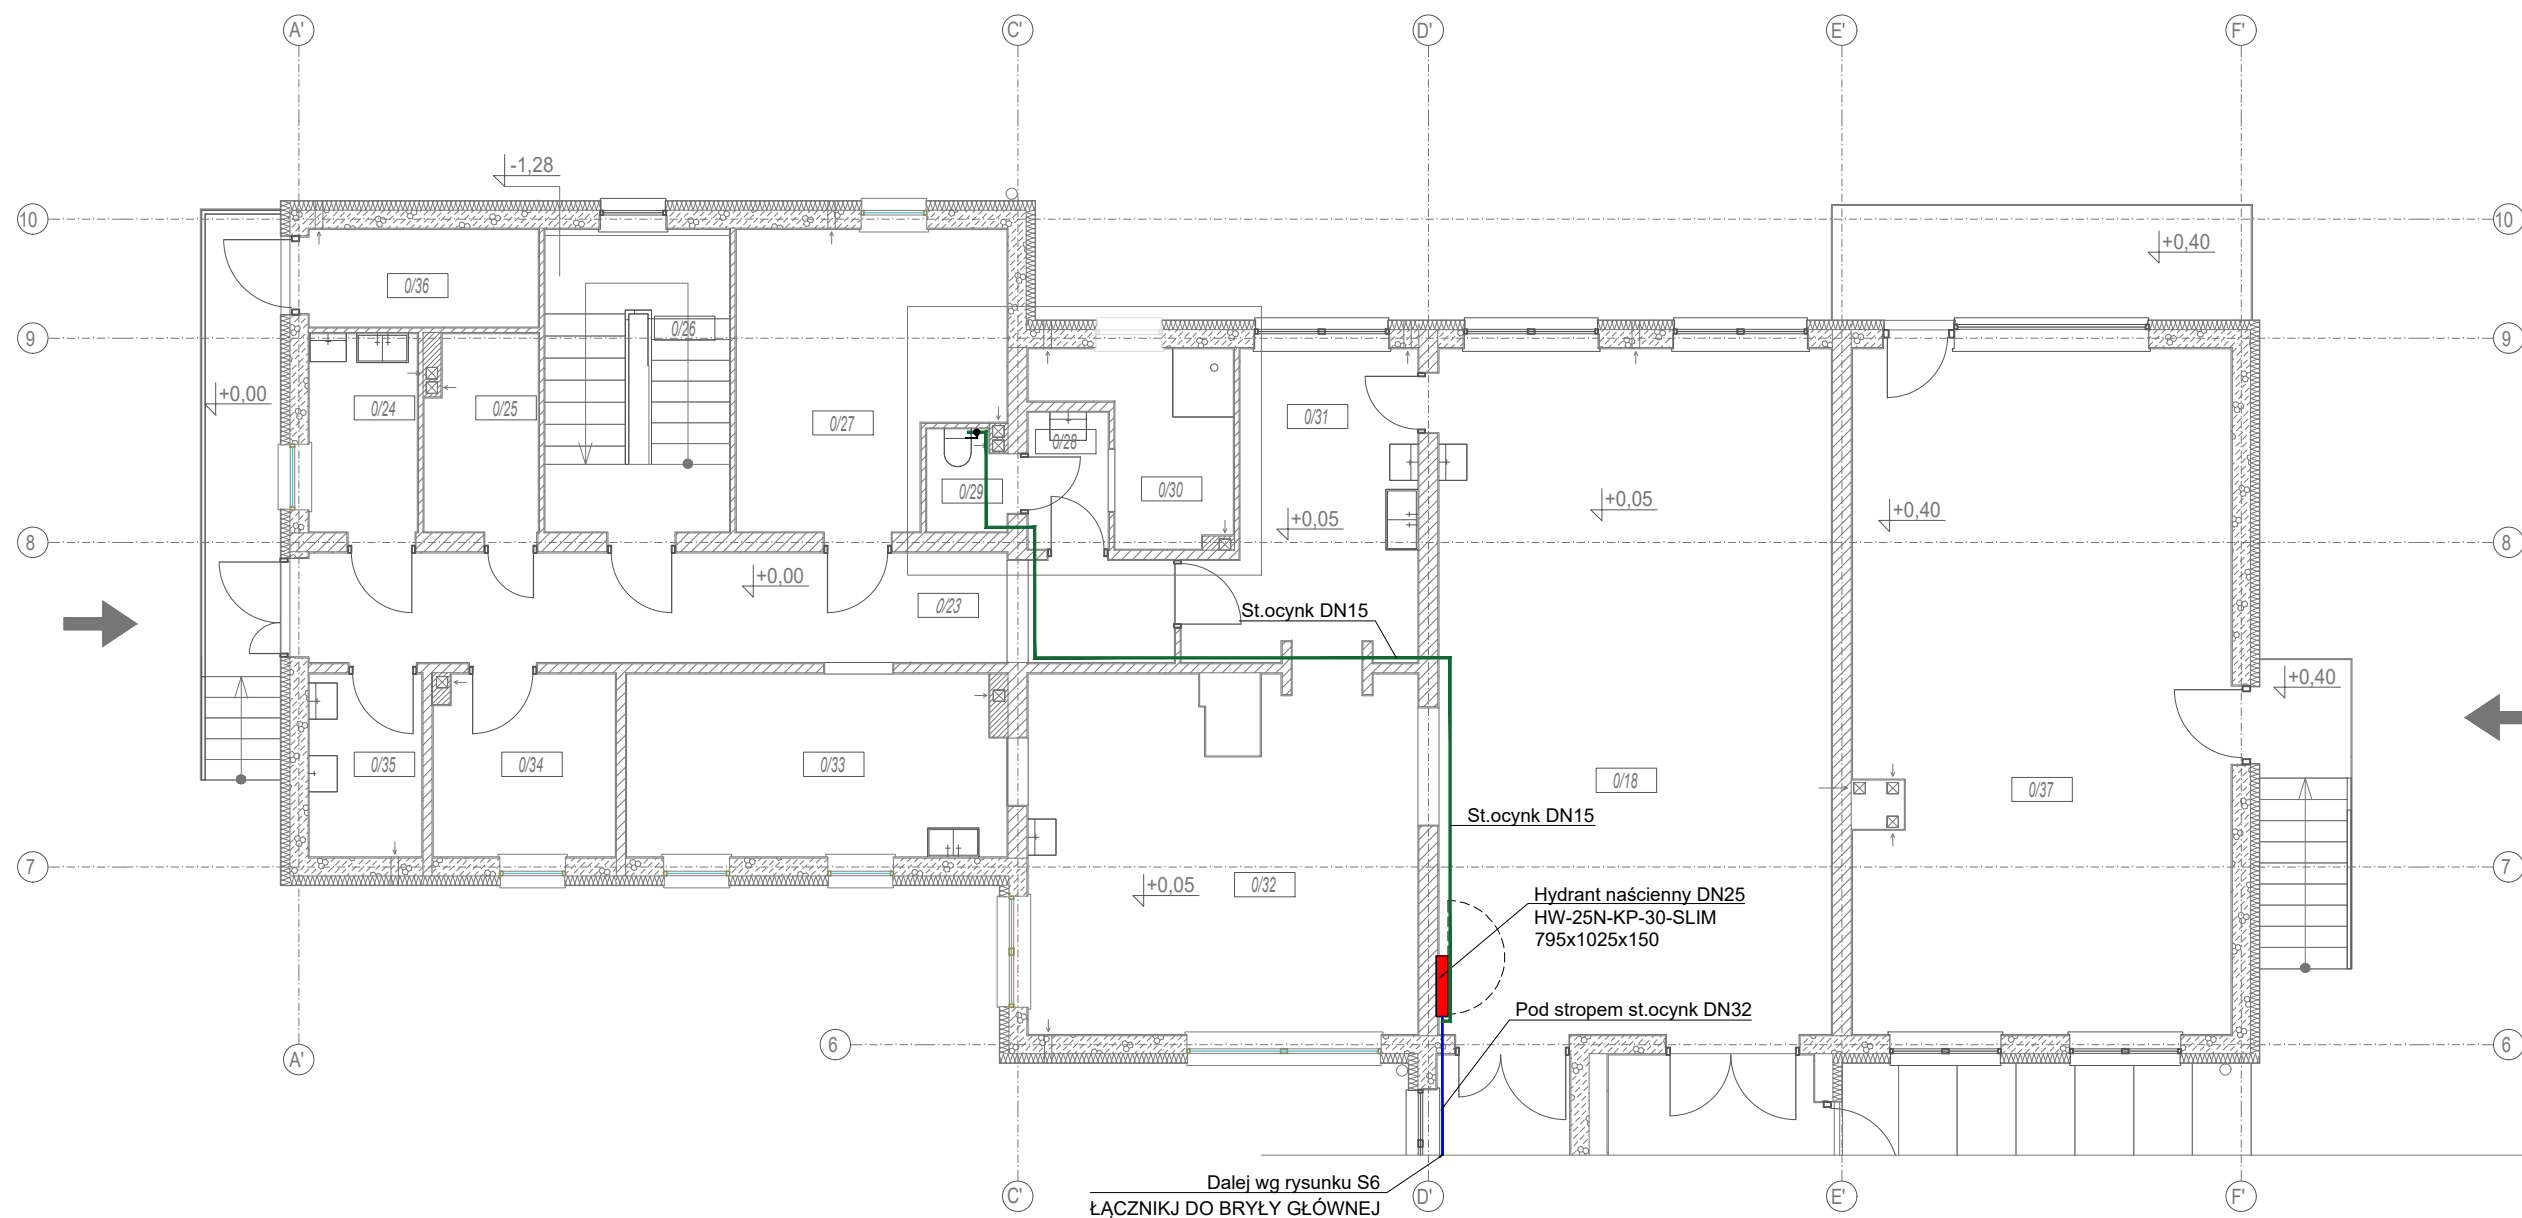 A'
C'
D'
E'
F'
-1,28
10
10
+0,40
0/36
0/26
9
9
+0,00
0/24
0/25
0/27
0/31
0/28
0/29
0/30
+0,05
+0,05
+0,40
8
8
+0,00
0/23
St.ocynk DN15
+0,40
0/35
0/34
0/33
0/18
0/37
St.ocynk DN15
7
7
+0,05
0/32
Hydrant naścienny DN25
HW-25N-KP-30-SLIM
795x1025x150
Pod stropem st.ocynk DN32
6
6
A'
Dalej wg rysunku S6
ŁĄCZNIKJ DO BRYŁY GŁÓWNEJ
C'
D'
E'
F'